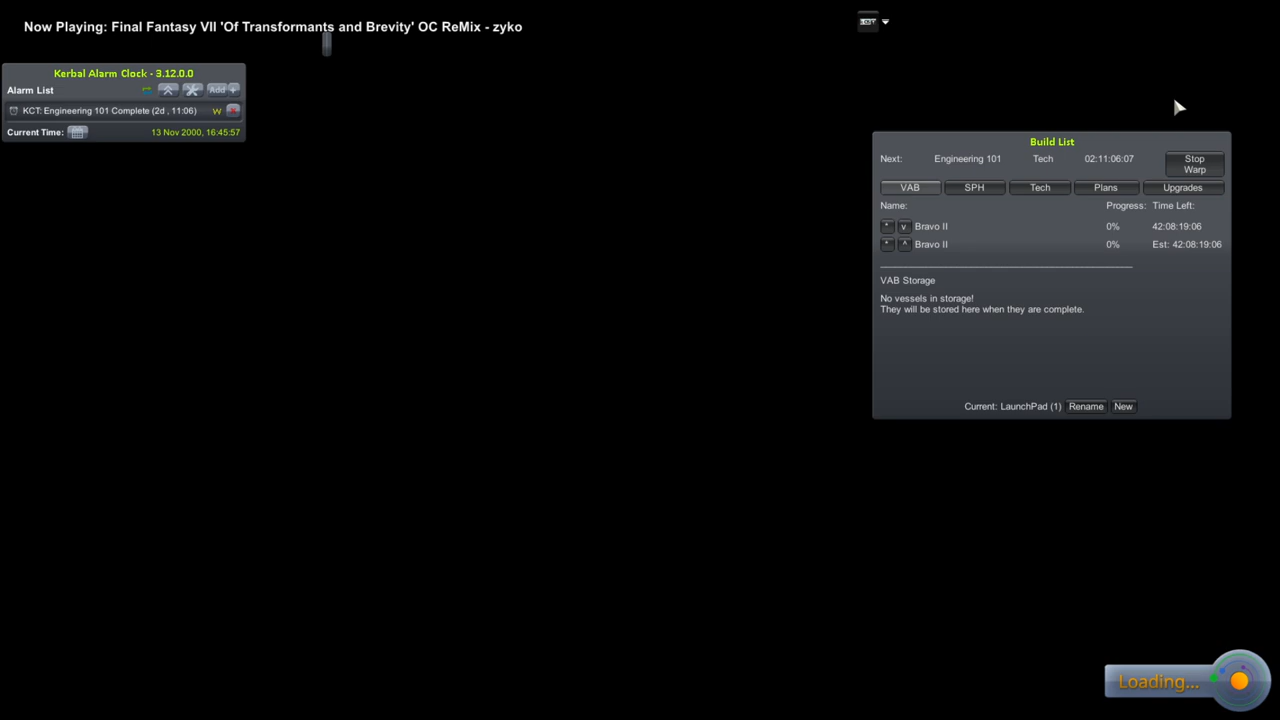 Now Playing: Final Fantasy VII 'Of Transformants and Brevity' OC ReMix - zyko
Kerbal Alarm Clock - 3.12.0.0
Alarm List Add +
KCT: Engineering 101 Complete (2d , 11:06) W
Current Time: 13 Nov 2000, 16:45:57
Build List
Next: Engineering 101 Tech 02:11:06:07 Stop Warp
VAB SPH Tech Plans Upgrades
Name: Progress: Time Left:
* v Bravo II 0% 42:08:19:06
* ^ Bravo II 0% Est: 42:08:19:06
VAB Storage
No vessels in storage!
They will be stored here when they are complete.
Current: LaunchPad (1) Rename New
Loading...